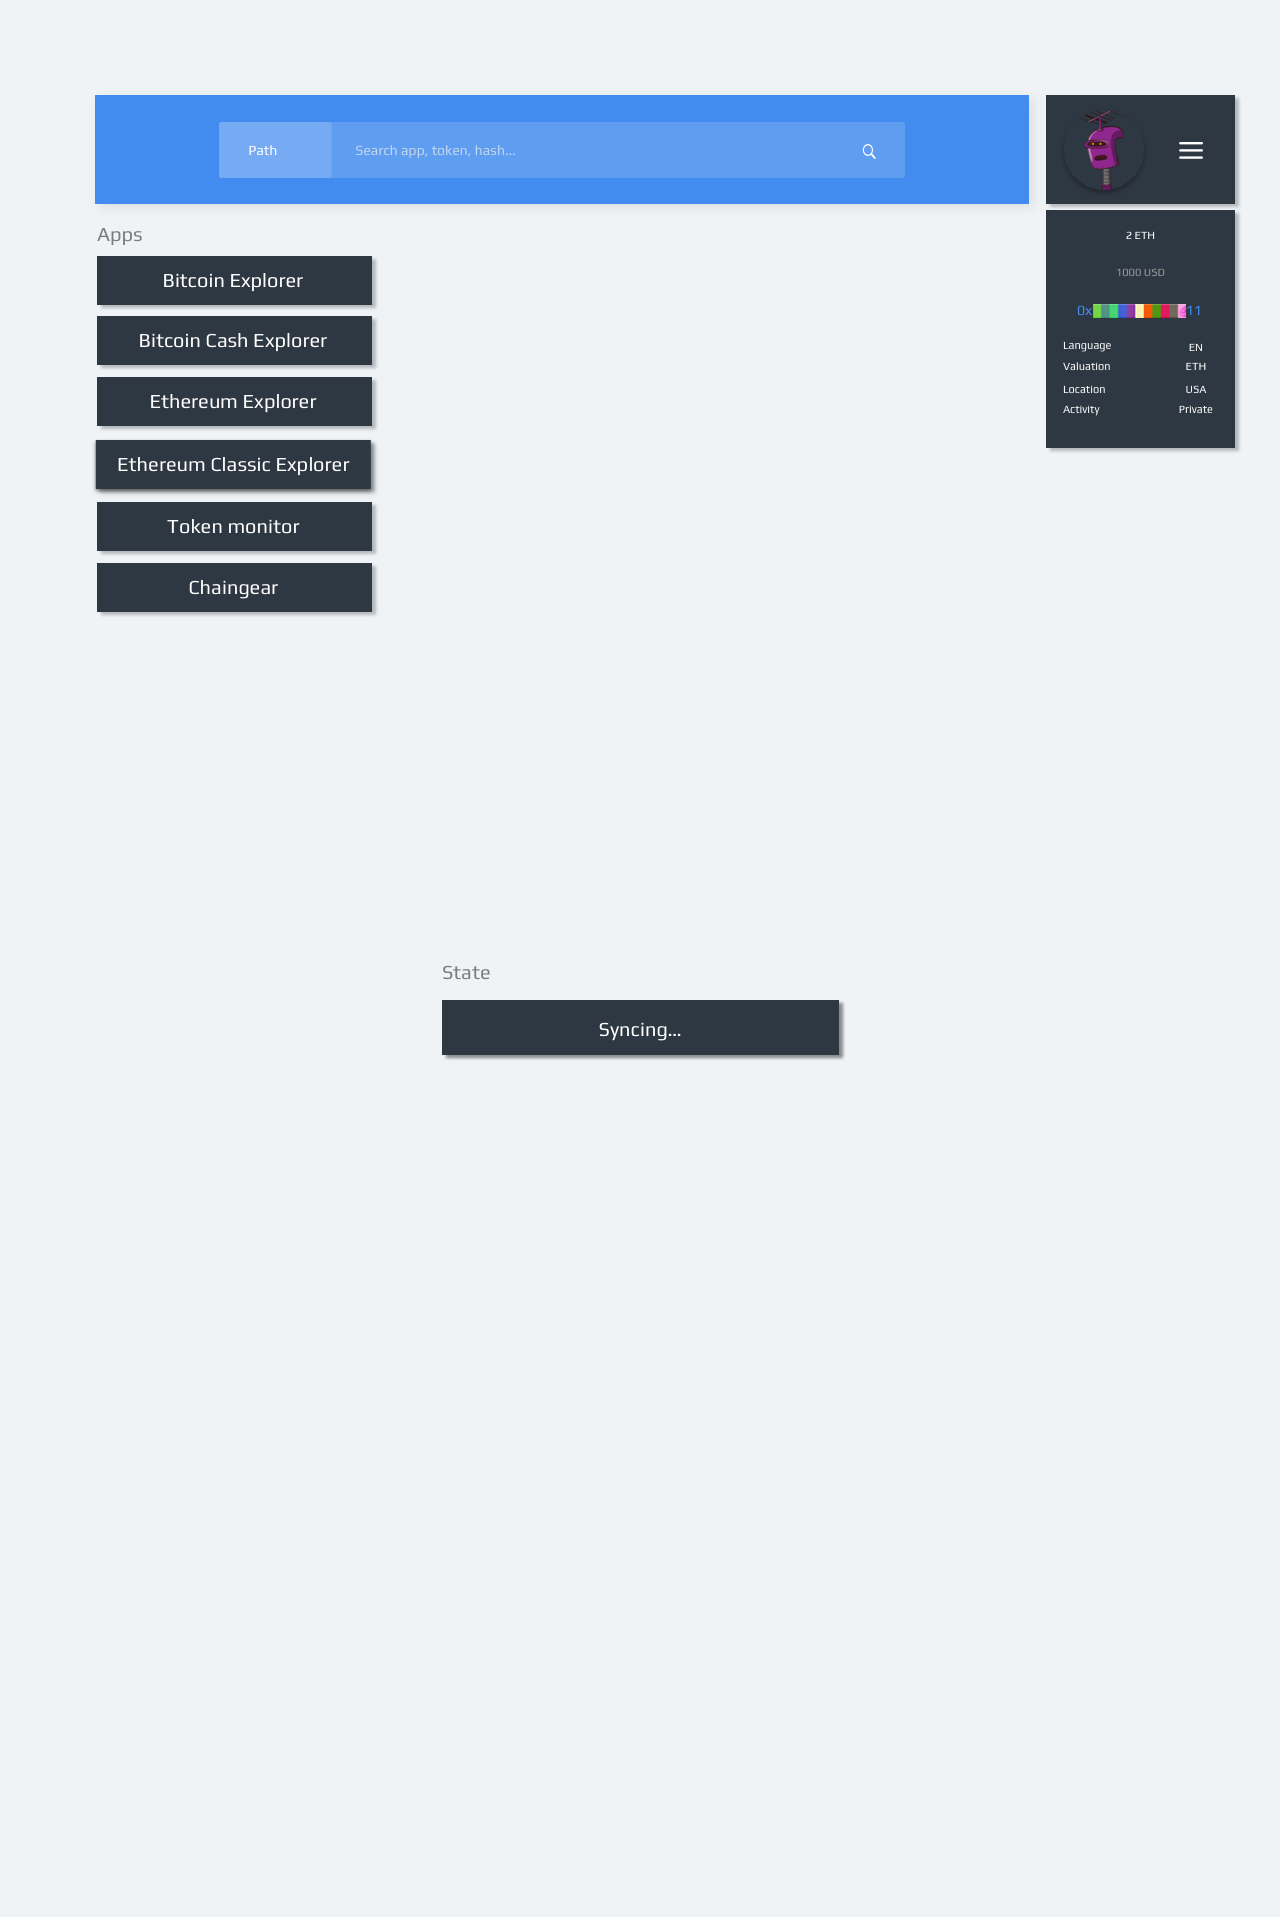 Path
Search app, token, hash...
Apps
Bitcoin Explorer
Bitcoin Cash Explorer
Ethereum Explorer
Ethereum Classic Explorer
Token monitor
Chaingear
2 ETH
1000 USD
0x 11
Language EN
Valuation ETH
Location USA
Activity Private
State
Syncing...